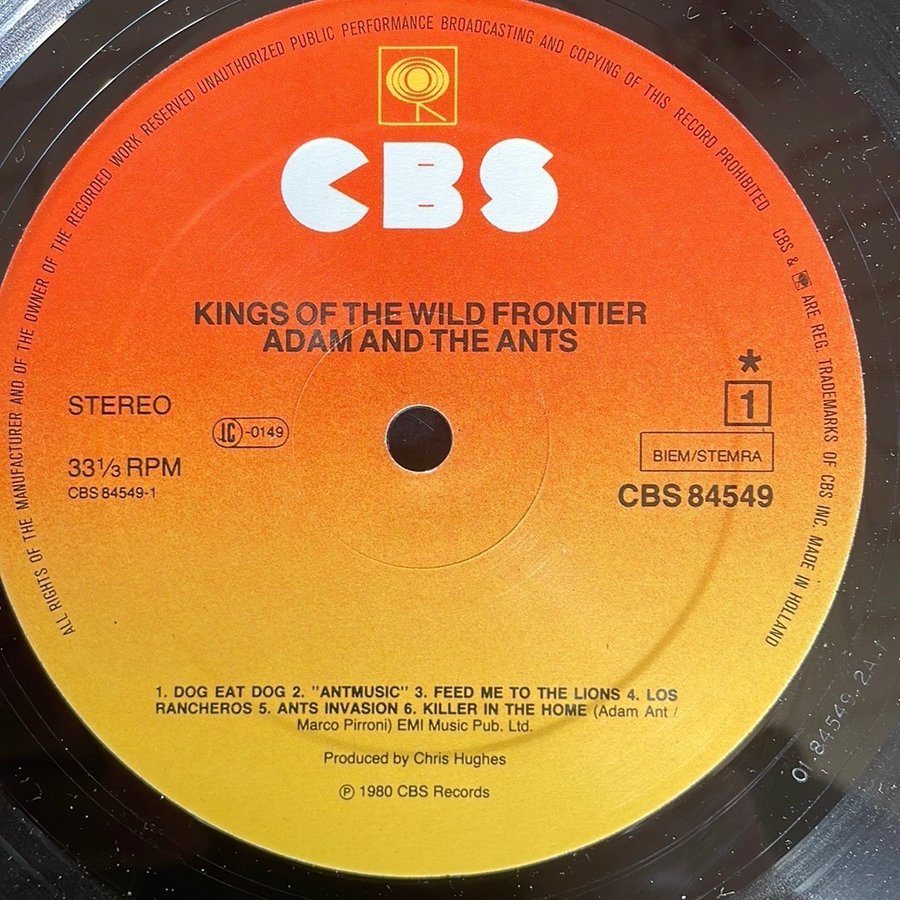 ALL RIGHTS OF THE MANUFACTURER AND OF THE OWNER OF THE RECORDED WORK RESERVED UNAUTHORIZED PUBLIC PERFORMANCE BROADCASTING AND COPYING OF THIS RECORD PROHIBITED
CBS & ARE REG. TRADEMARKS OF CBS INC. MADE IN HOLLAND
CBS
KINGS OF THE WILD FRONTIER
ADAM AND THE ANTS
STEREO
LC-0149
33⅓ RPM
CBS 84549-1
*
1
BIEM/STEMRA
CBS 84549
1. DOG EAT DOG 2. "ANTMUSIC" 3. FEED ME TO THE LIONS 4. LOS
RANCHEROS 5. ANTS INVASION 6. KILLER IN THE HOME (Adam Ant /
Marco Pirroni) EMI Music Pub. Ltd.
Produced by Chris Hughes
℗ 1980 CBS Records
01 84549 2A